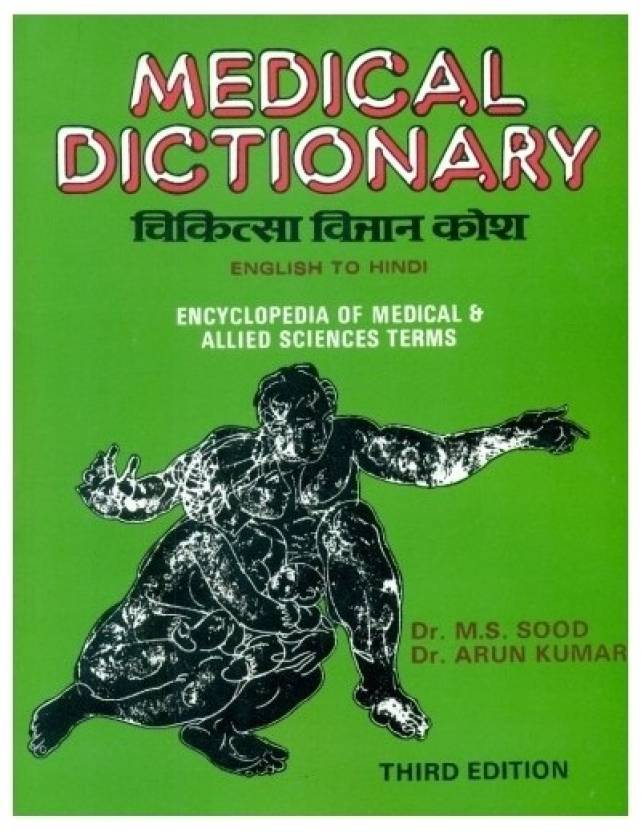 MEDICAL
DICTIONARY
चिकित्सा विज्ञान कोश
ENGLISH TO HINDI
ENCYCLOPEDIA OF MEDICAL &
ALLIED SCIENCES TERMS
Dr. M.S. SOOD
Dr. ARUN KUMAR
THIRD EDITION